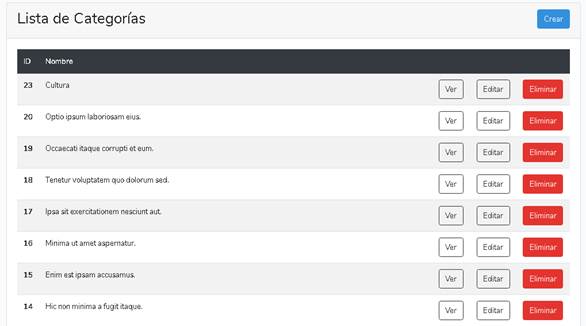 Lista de Categorías Crear
ID Nombre
23 Cultura Ver Editar Eliminar
20 Optio ipsum laboriosam eius. Ver Editar Eliminar
19 Occaecati itaque corrupti et eum. Ver Editar Eliminar
18 Tenetur voluptatem quo dolorum sed. Ver Editar Eliminar
17 Ipsa sit exercitationem nesciunt aut. Ver Editar Eliminar
16 Minima ut amet aspernatur. Ver Editar Eliminar
15 Enim est ipsam accusamus. Ver Editar Eliminar
14 Hic non minima a fugit itaque. Ver Editar Eliminar